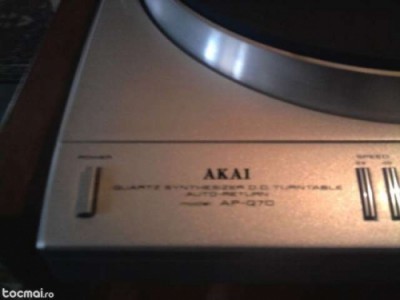 POWER
AKAI
SPEED
QUARTZ SYNTHESIZER D.D. TURNTABLE
AUTO-RETURN
model AP-Q70
tocmai.ro